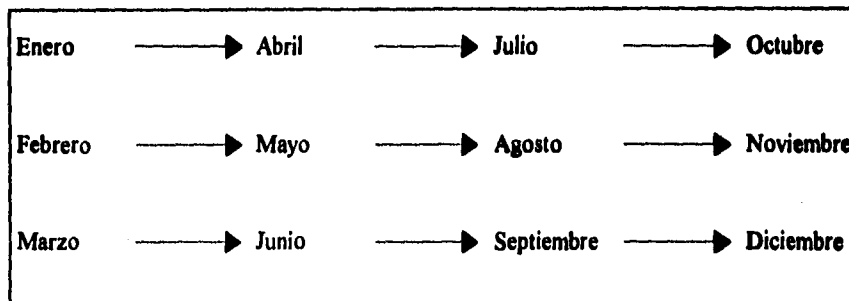 Enero Abril Julio Octubre
Febrero Mayo Agosto Noviembre
Marzo Junio Septiembre Diciembre